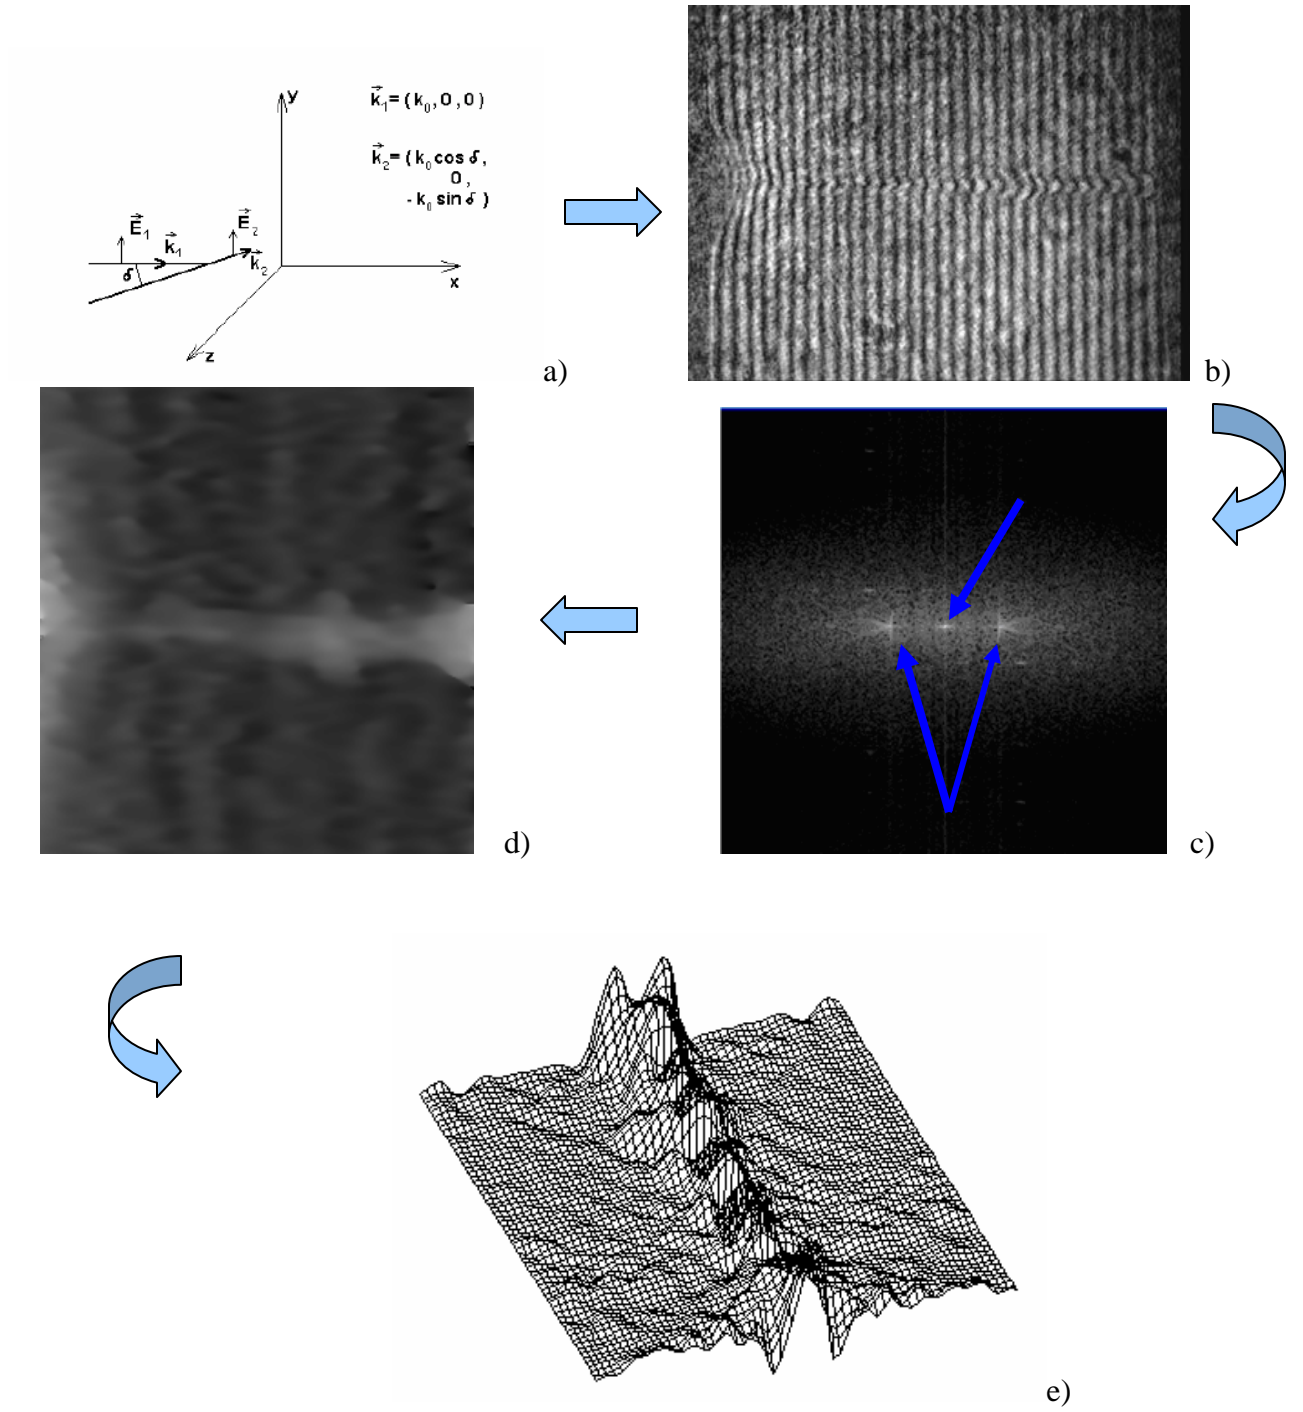 y
k⃗₁= ( k₀, 0 , 0 )
k⃗₂= ( k₀ cos δ,
0 ,
- k₀ sin δ )
E⃗₁
k⃗₁
E⃗₂
k⃗₂
δ
x
z
a)
b)
d)
c)
e)